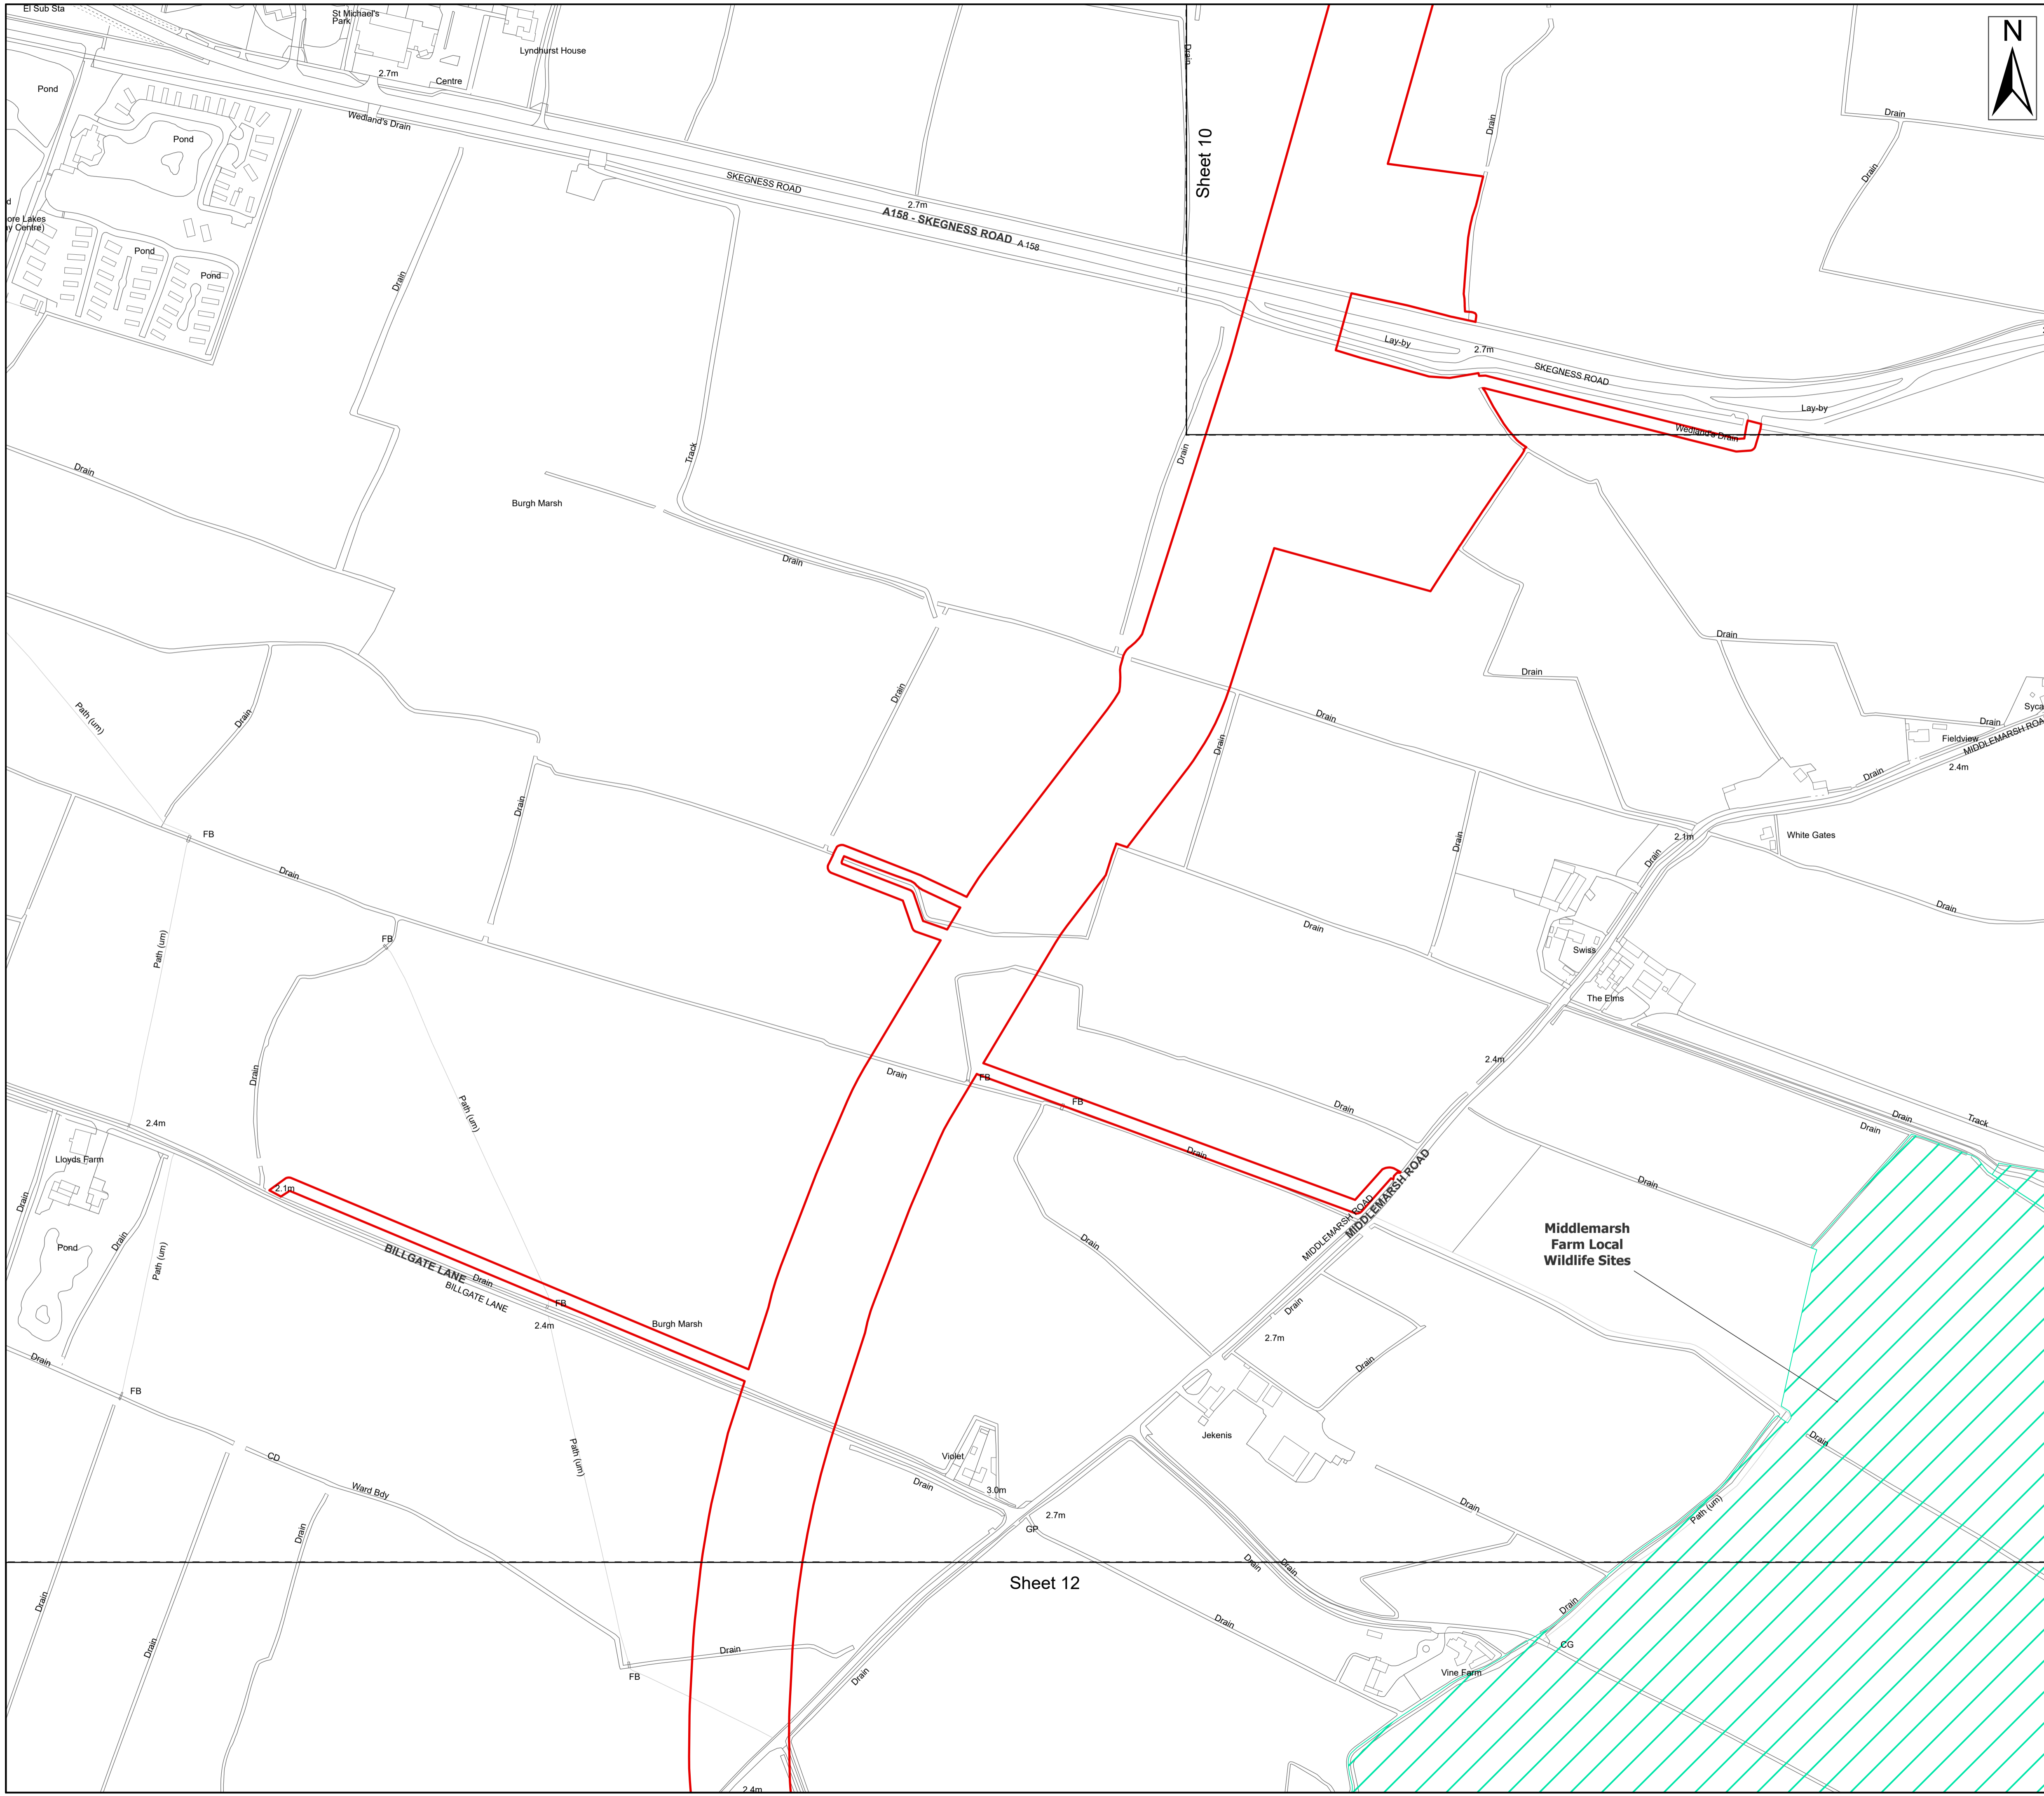 El Sub Sta
St Michael's
Park
Lyndhurst House
N
2.7m
Centre
Pond
Drain
Wedland's Drain
Pond
Drain
Drain
Sheet 10
Drain
SKEGNESS ROAD
2.7m
A158 - SKEGNESS ROAD
A 158
d
ore Lakes
ay Centre)
Pond
Pond
Drain
Lay-by
2.7m
SKEGNESS ROAD
Lay-by
Wedland's Drain
Track
Drain
Drain
Burgh Marsh
Drain
Drain
Drain
Drain
Path (um)
Drain
Drain
Drain
Drain
Syca
Drain
Fieldview
MIDDLEMARSH ROA
2.4m
Drain
Drain
FB
Drain
2.1m
White Gates
Drain
Drain
Drain
Drain
Path (um)
FB
Swiss
The Elms
2.4m
Drain
Drain
FB
FB
Path (um)
Drain
Drain
Track
Drain
2.4m
Lloyds Farm
Drain
MIDDLEMARSH ROAD
MIDDLEMARSH ROAD
Drain
2.1m
Drain
Middlemarsh
Farm Local
Wildlife Sites
Pond
Drain
Path (um)
BILLGATE LANE
Drain
BILLGATE LANE
FB
2.4m
Burgh Marsh
Drain
Drain
2.7m
Drain
Drain
FB
Jekenis
Drain
CD
Path (um)
Violet
Drain
3.0m
Ward Bdy
Drain
2.7m
GP
Drain
Path (um)
Drain
Drain
Sheet 12
Drain
Drain
Drain
Drain
Drain
Drain
CG
FB
Drain
Vine Farm
2.4m